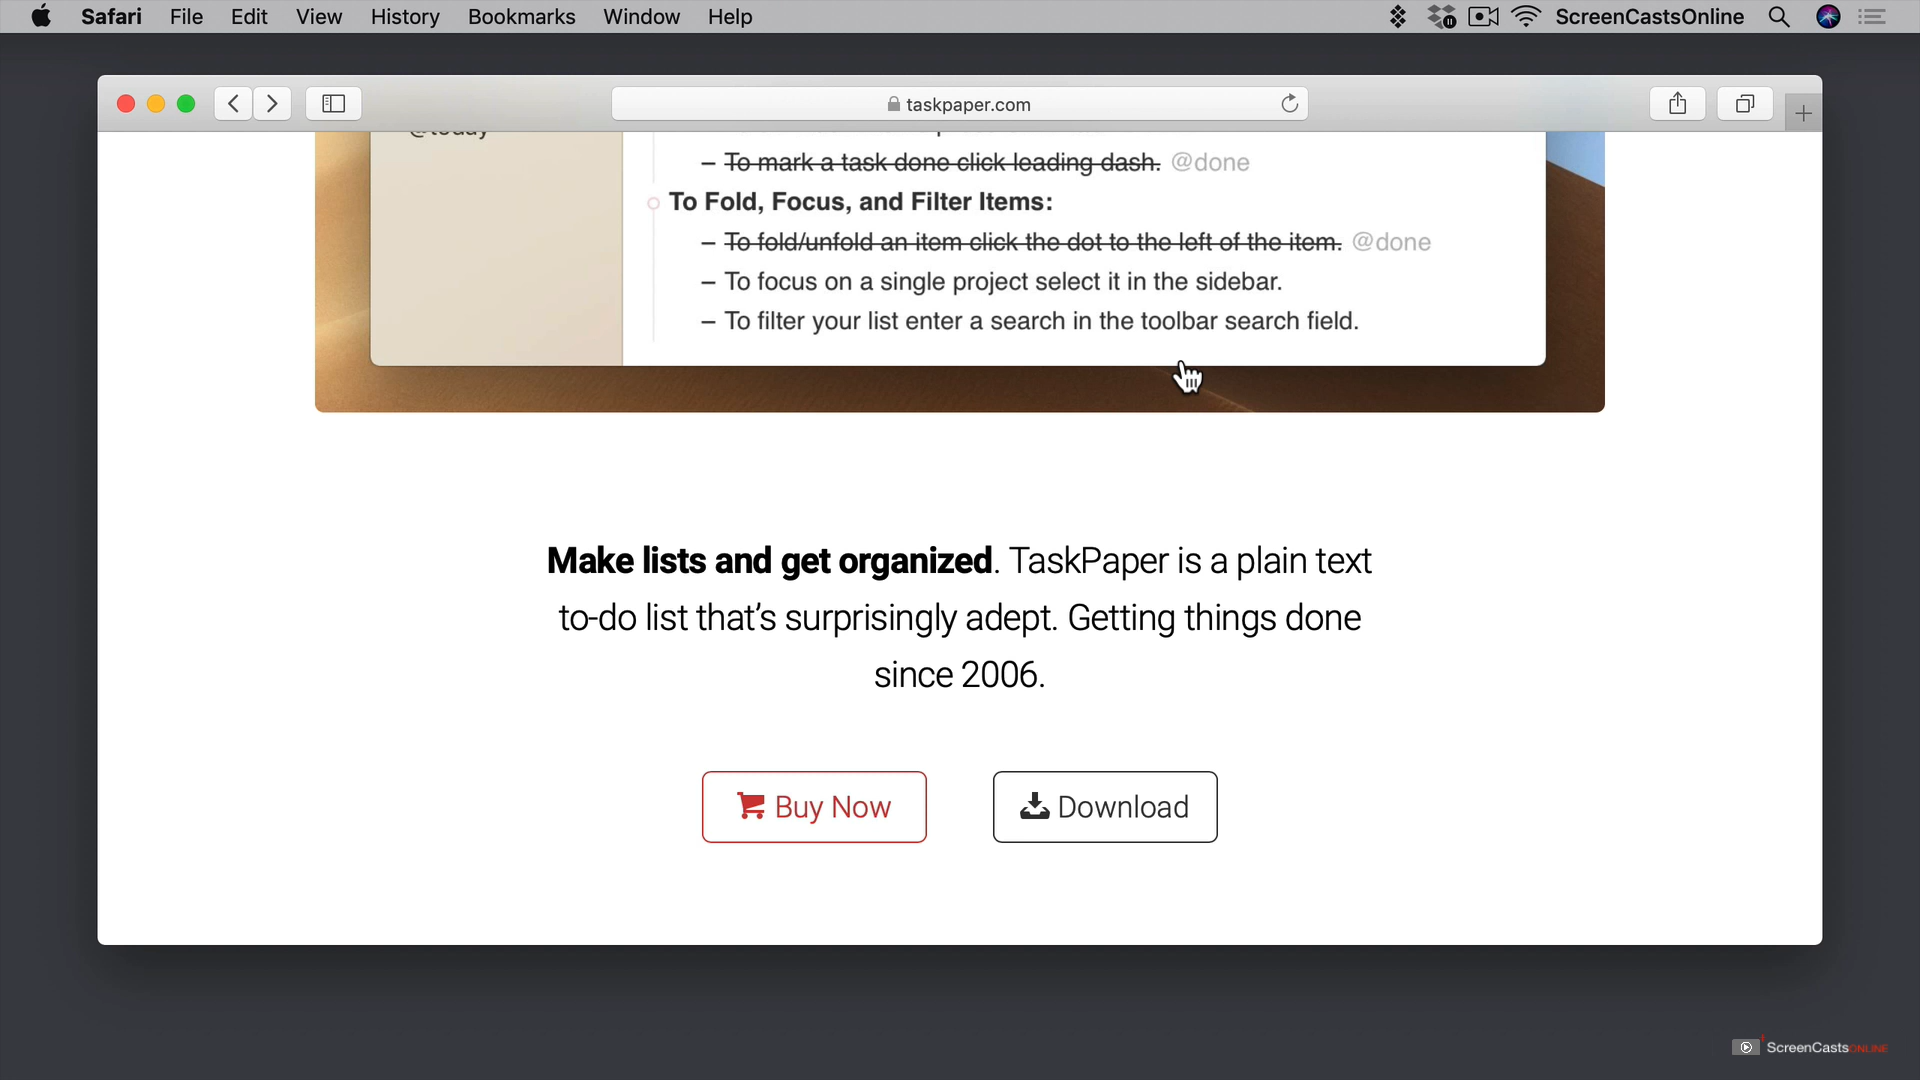 Safari File Edit View History Bookmarks Window Help ScreenCastsOnline
taskpaper.com
@today
– To mark a task done click leading dash. @done
To Fold, Focus, and Filter Items:
– To fold/unfold an item click the dot to the left of the item. @done
– To focus on a single project select it in the sidebar.
– To filter your list enter a search in the toolbar search field.
Make lists and get organized. TaskPaper is a plain text
to-do list that’s surprisingly adept. Getting things done
since 2006.
Buy Now Download
ScreenCastsONLINE